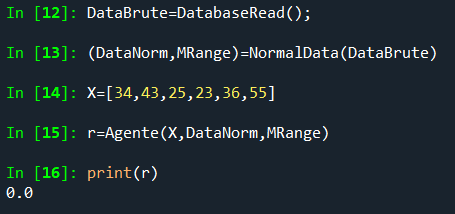 In [12]: DataBrute=DatabaseRead();
In [13]: (DataNorm,MRange)=NormalData(DataBrute)
In [14]: X=[34,43,25,23,36,55]
In [15]: r=Agente(X,DataNorm,MRange)
In [16]: print(r)
0.0